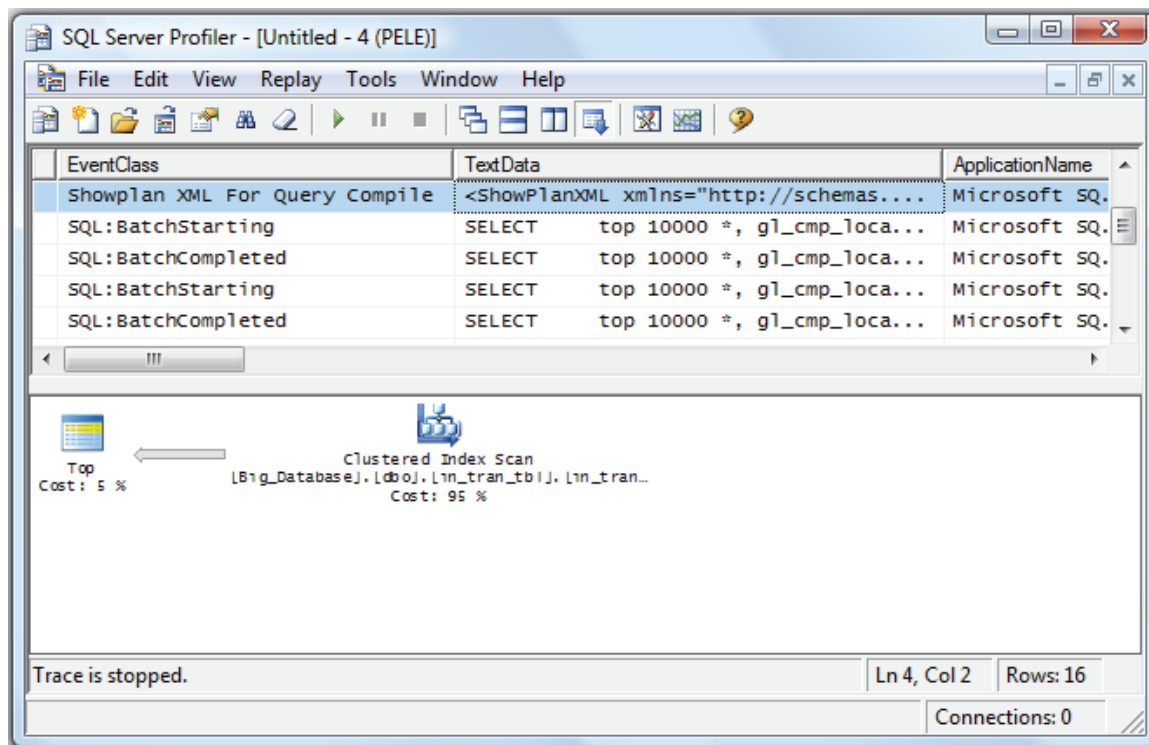 SQL Server Profiler - [Untitled - 4 (PELE)]
File Edit View Replay Tools Window Help
EventClass TextData ApplicationName
Showplan XML For Query Compile <ShowPlanXML xmlns="http://schemas.... Microsoft SQ.
SQL:BatchStarting SELECT top 10000 *, gl_cmp_loca... Microsoft SQ.
SQL:BatchCompleted SELECT top 10000 *, gl_cmp_loca... Microsoft SQ.
SQL:BatchStarting SELECT top 10000 *, gl_cmp_loca... Microsoft SQ.
SQL:BatchCompleted SELECT top 10000 *, gl_cmp_loca... Microsoft SQ.
Top
Cost: 5 %
Clustered Index Scan
[Big_Database].[dbo].[in_tran_tbl].[in_tran...
Cost: 95 %
Trace is stopped. Ln 4, Col 2 Rows: 16
Connections: 0